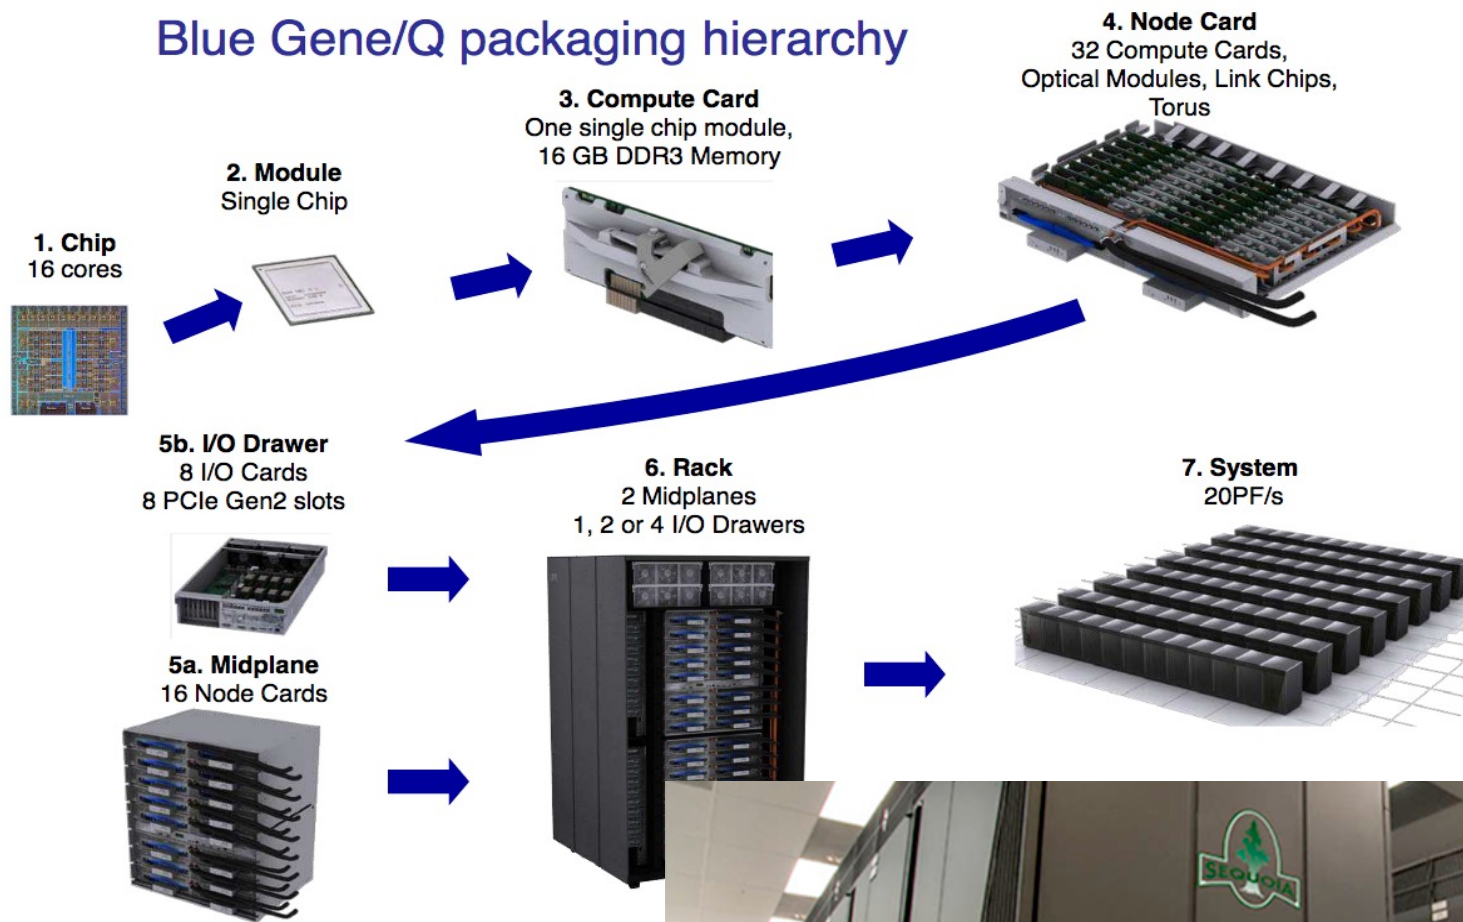 Blue Gene/Q packaging hierarchy
1. Chip
16 cores
2. Module
Single Chip
3. Compute Card
One single chip module,
16 GB DDR3 Memory
4. Node Card
32 Compute Cards,
Optical Modules, Link Chips,
Torus
5b. I/O Drawer
8 I/O Cards
8 PCIe Gen2 slots
5a. Midplane
16 Node Cards
6. Rack
2 Midplanes
1, 2 or 4 I/O Drawers
7. System
20PF/s
SEQUOIA